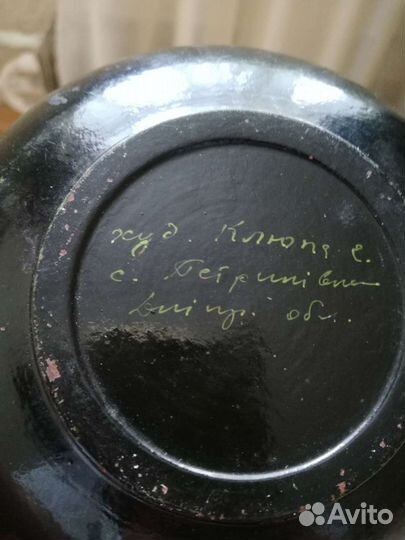 худ. Клюпа Є.
с. Петриківка
Дніпр. обл.
Avito